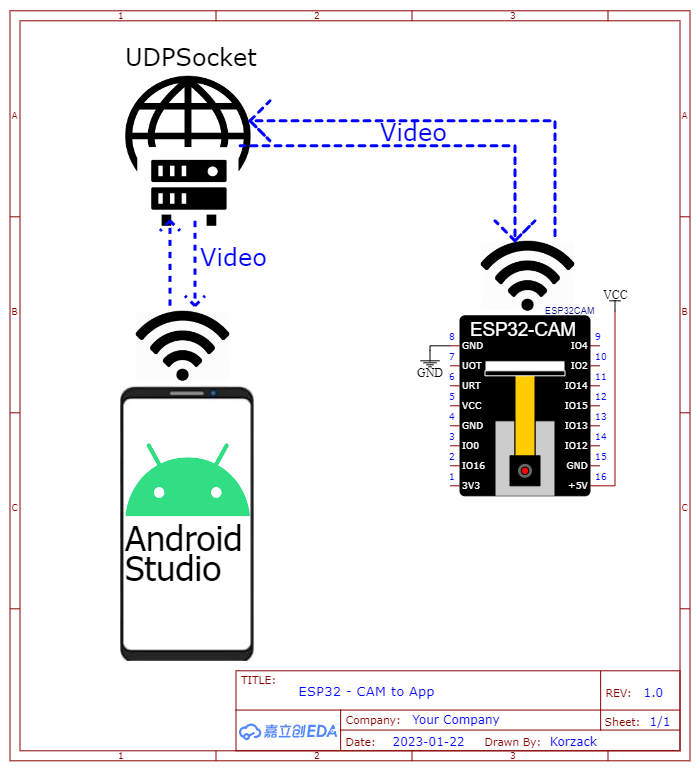 1 2 3
A A
B B
C C
1 2 3
UDPSocket
Video
Video
ESP32CAM
VCC
GND
ESP32-CAM
8 GND
7 UOT
6 URT
5 VCC
4 GND
3 IO0
2 IO16
1 3V3
IO4 9
IO2 10
IO14 11
IO15 12
IO13 13
IO12 14
GND 15
+5V 16
Android
Studio
TITLE:
ESP32 - CAM to App
REV: 1.0
嘉立创EDA
Company: Your Company
Sheet: 1/1
Date: 2023-01-22 Drawn By: Korzack